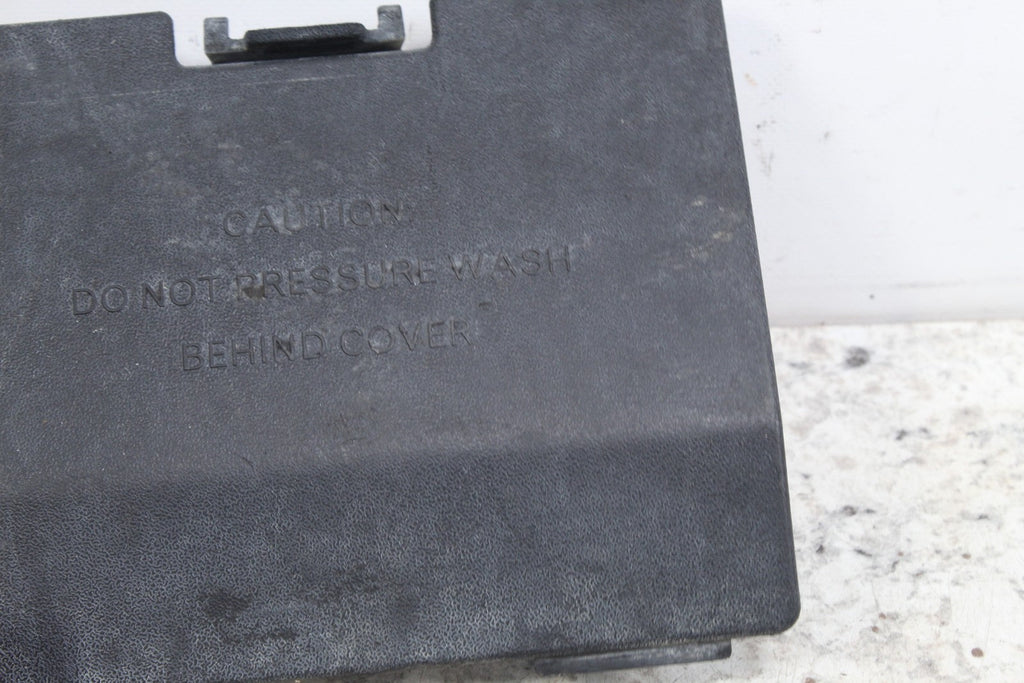 CAUTION:
DO NOT PRESSURE WASH
BEHIND COVER